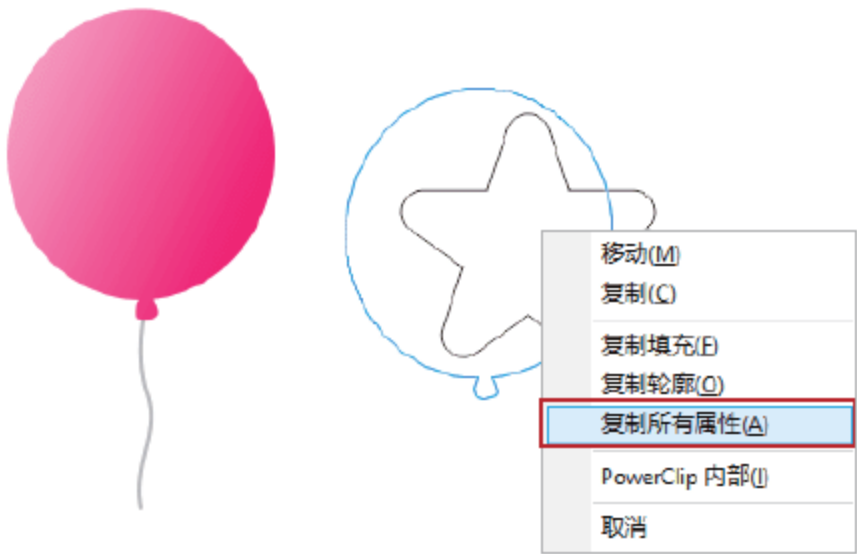 移动(M)
复制(C)
复制填充(F)
复制轮廓(O)
复制所有属性(A)
PowerClip 内部(I)
取消